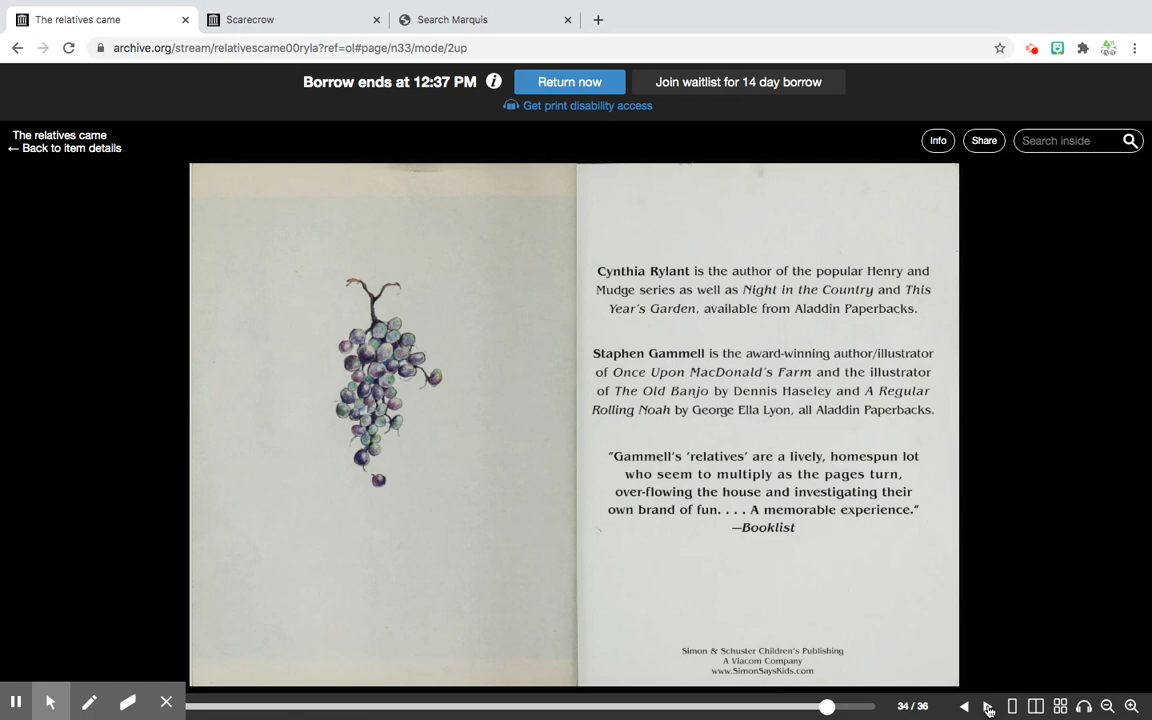 The relatives came
Scarecrow
Search Marquis
archive.org/stream/relativescame00ryla?ref=ol#page/n33/mode/2up
Borrow ends at 12:37 PM
Return now
Join waitlist for 14 day borrow
Get print disability access
The relatives came
← Back to item details
Info
Share
Search inside
Cynthia Rylant is the author of the popular Henry and
Mudge series as well as Night in the Country and This
Year's Garden, available from Aladdin Paperbacks.
Staphen Gammell is the award-winning author/illustrator
of Once Upon MacDonald's Farm and the illustrator
of The Old Banjo by Dennis Haseley and A Regular
Rolling Noah by George Ella Lyon, all Aladdin Paperbacks.
"Gammell's 'relatives' are a lively, homespun lot
who seem to multiply as the pages turn,
over-flowing the house and investigating their
own brand of fun. . . . A memorable experience."
—Booklist
Simon & Schuster Children's Publishing
A Viacom Company
www.SimonSaysKids.com
34 / 36